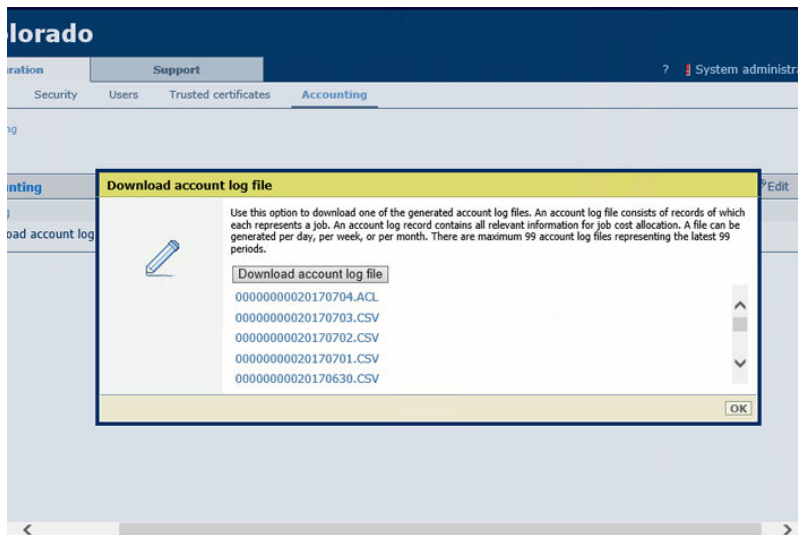 lorado
ration
Support
?
System administra
Security
Users
Trusted certificates
Accounting
ng
nting
Download account log file
Edit
oad account log
Use this option to download one of the generated account log files. An account log file consists of records of which
each represents a job. An account log record contains all relevant information for job cost allocation. A file can be
generated per day, per week, or per month. There are maximum 99 account log files representing the latest 99
periods.
Download account log file
00000000020170704.ACL
00000000020170703.CSV
00000000020170702.CSV
00000000020170701.CSV
00000000020170630.CSV
OK